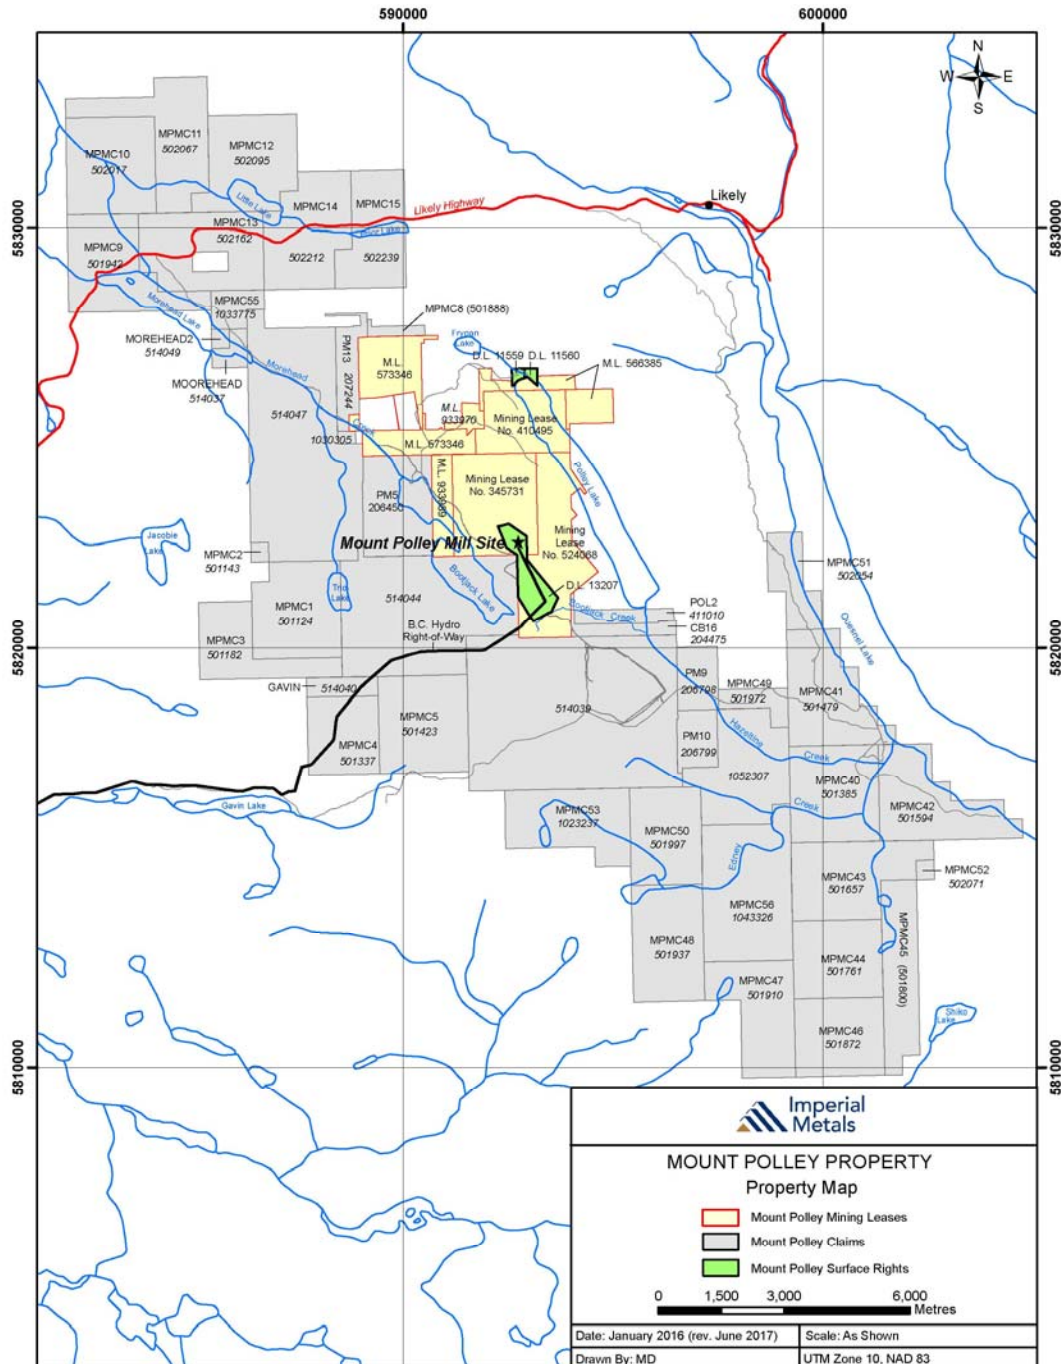 590000
600000
N
W
E
S
5830000
5830000
5820000
5820000
5810000
5810000
MPMC11
502067
MPMC10
502017
MPMC12
502095
MPMC14
MPMC15
Little Lake
Likely Highway
Likely
MPMC13
502162
MPMC9
501942
502212
502239
MPMC55
1033775
Morehead Lake
MPMC8 (501888)
MOREHEAD2
514049
MOOREHEAD
514037
Morehead
Creek
PM13 207244
Frypan
Lake
D.L. 11559
D.L. 11560
M.L. 566385
M.L.
573346
M.L.
933970
Mining Lease
No. 410495
514047
1030305
M.L. 573346
PM5
206450
M.L. 933989
Mining Lease
No. 345731
Polley Lake
Mining
Lease
No. 524068
Mount Polley Mill Site
Jacobie
Lake
MPMC2
501143
Trio
Lake
Bootjack Lake
D.L. 13207
MPMC51
502054
MPMC1
501124
514044
Bootjack Creek
POL2
411010
CB16
204475
B.C. Hydro
Right-of-Way
MPMC3
501182
Quesnel Lake
GAVIN
514040
514039
PM9
206798
MPMC49
501972
MPMC41
501479
MPMC5
501423
MPMC4
501337
PM10
206799
Hazeltine
Creek
1052307
MPMC40
501385
Gavin Lake
MPMC53
1023237
MPMC50
501997
Edney
Creek
MPMC42
501594
MPMC43
501657
MPMC52
502071
MPMC56
1043326
MPMC45 (501800)
MPMC48
501937
MPMC44
501761
MPMC47
501910
MPMC46
501872
Shiko
Lake
Imperial
Metals
MOUNT POLLEY PROPERTY
Property Map
Mount Polley Mining Leases
Mount Polley Claims
Mount Polley Surface Rights
0 1,500 3,000 6,000
Metres
Date: January 2016 (rev. June 2017)
Scale: As Shown
Drawn By: MD
UTM Zone 10, NAD 83